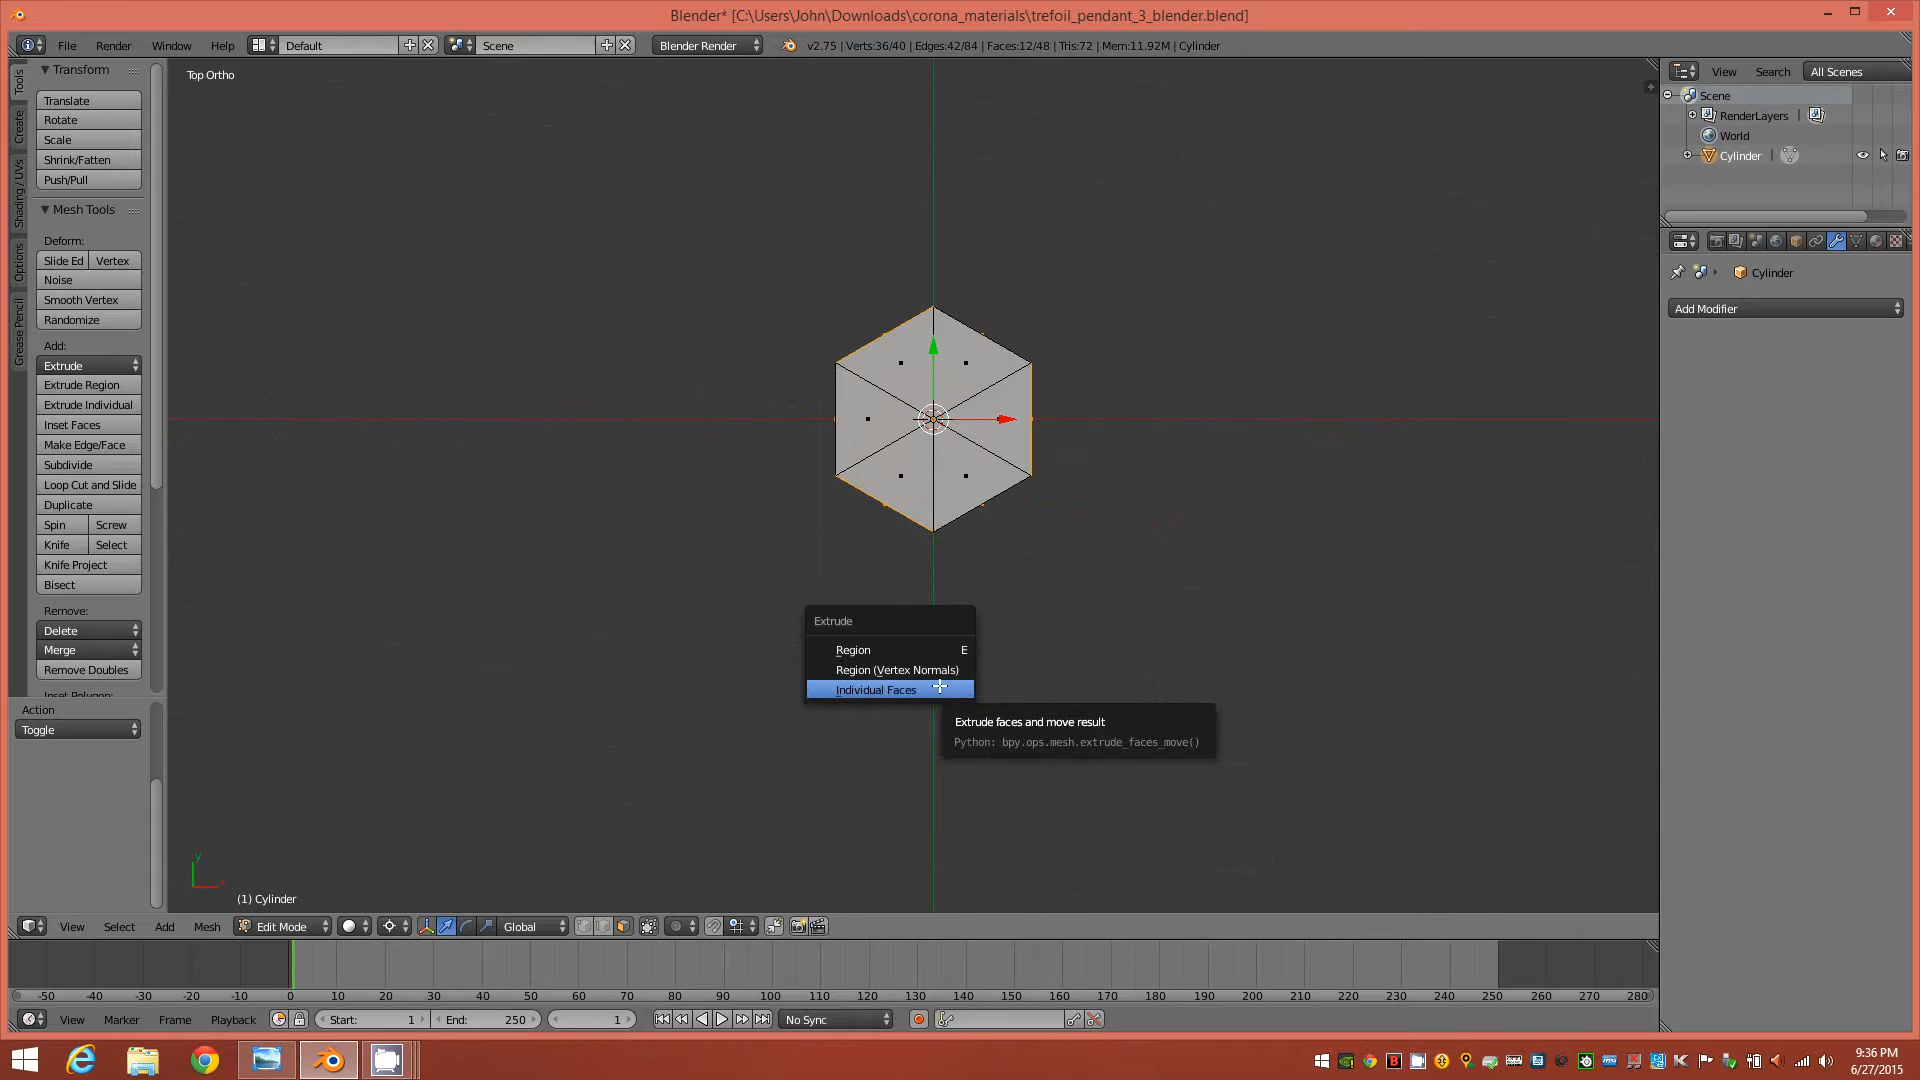 Blender* [C:\Users\John\Downloads\corona_materials\trefoil_pendant_3_blender.blend]
File Render Window Help Default Scene Blender Render v2.75 | Verts:36/40 | Edges:42/84 | Faces:12/48 | Tris:72 | Mem:11.92M | Cylinder
Tools
Create
Shading / UVs
Options
Grease Pencil
Transform
Translate
Rotate
Scale
Shrink/Fatten
Push/Pull
Mesh Tools
Deform:
Slide Ed Vertex
Noise
Smooth Vertex
Randomize
Add:
Extrude
Extrude Region
Extrude Individual
Inset Faces
Make Edge/Face
Subdivide
Loop Cut and Slide
Duplicate
Spin Screw
Knife Select
Knife Project
Bisect
Remove:
Delete
Merge
Remove Doubles
Action
Toggle
Top Ortho
Extrude
Region E
Region (Vertex Normals)
Individual Faces
Extrude faces and move result
Python: bpy.ops.mesh.extrude_faces_move()
y
(1) Cylinder
View Search All Scenes
Scene
RenderLayers |
World
Cylinder |
Cylinder
Add Modifier
View Select Add Mesh Edit Mode Global
-50 -40 -30 -20 -10 0 10 20 30 40 50 60 70 80 90 100 110 120 130 140 150 160 170 180 190 200 210 220 230 240 250 260 270 280
View Marker Frame Playback Start: 1 End: 250 1 No Sync
9:36 PM
6/27/2015